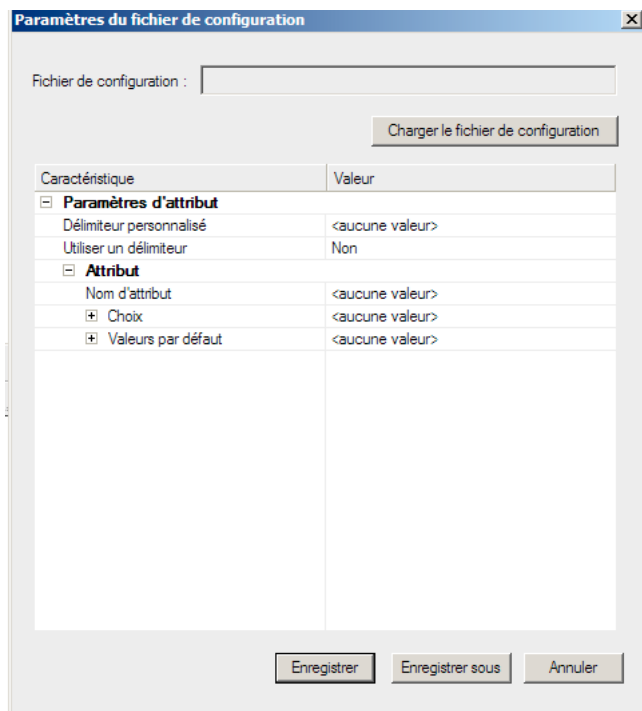 Paramètres du fichier de configuration
Fichier de configuration :
Charger le fichier de configuration
Caractéristique Valeur
Paramètres d'attribut
Délimiteur personnalisé <aucune valeur>
Utiliser un délimiteur Non
Attribut
Nom d'attribut <aucune valeur>
Choix <aucune valeur>
Valeurs par défaut <aucune valeur>
Enregistrer Enregistrer sous Annuler